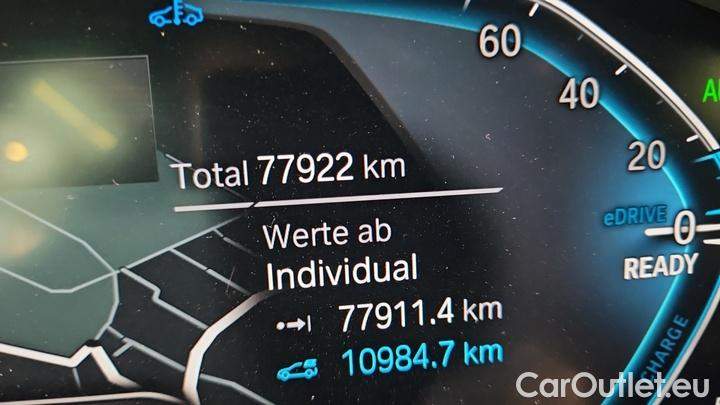 60
40
Total 77922 km
20
eDRIVE
Werte ab
0
Individual
READY
77911.4 km
10984.7 km
CHARGE
CarOutlet.eu